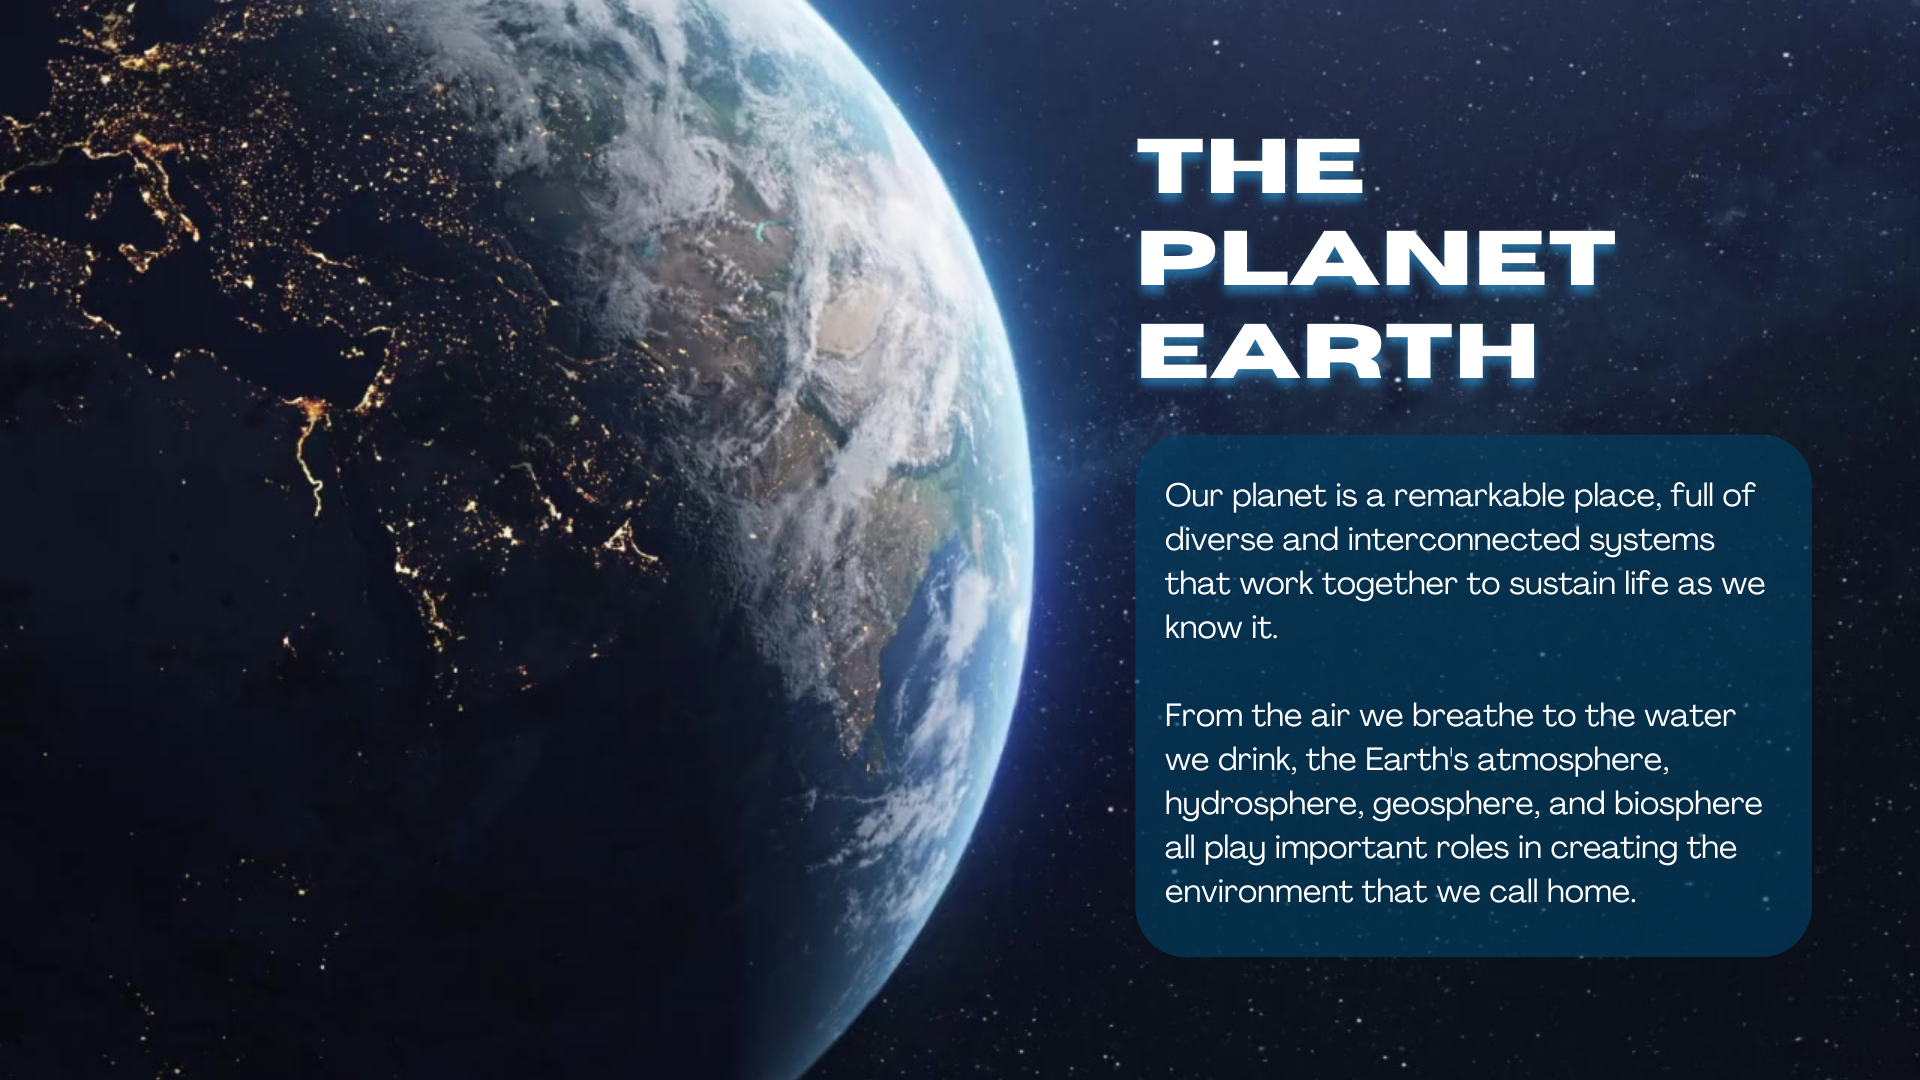 THE
PLANET
EARTH
Our planet is a remarkable place, full of
diverse and interconnected systems
that work together to sustain life as we
know it.
From the air we breathe to the water
we drink, the Earth's atmosphere,
hydrosphere, geosphere, and biosphere
all play important roles in creating the
environment that we call home.